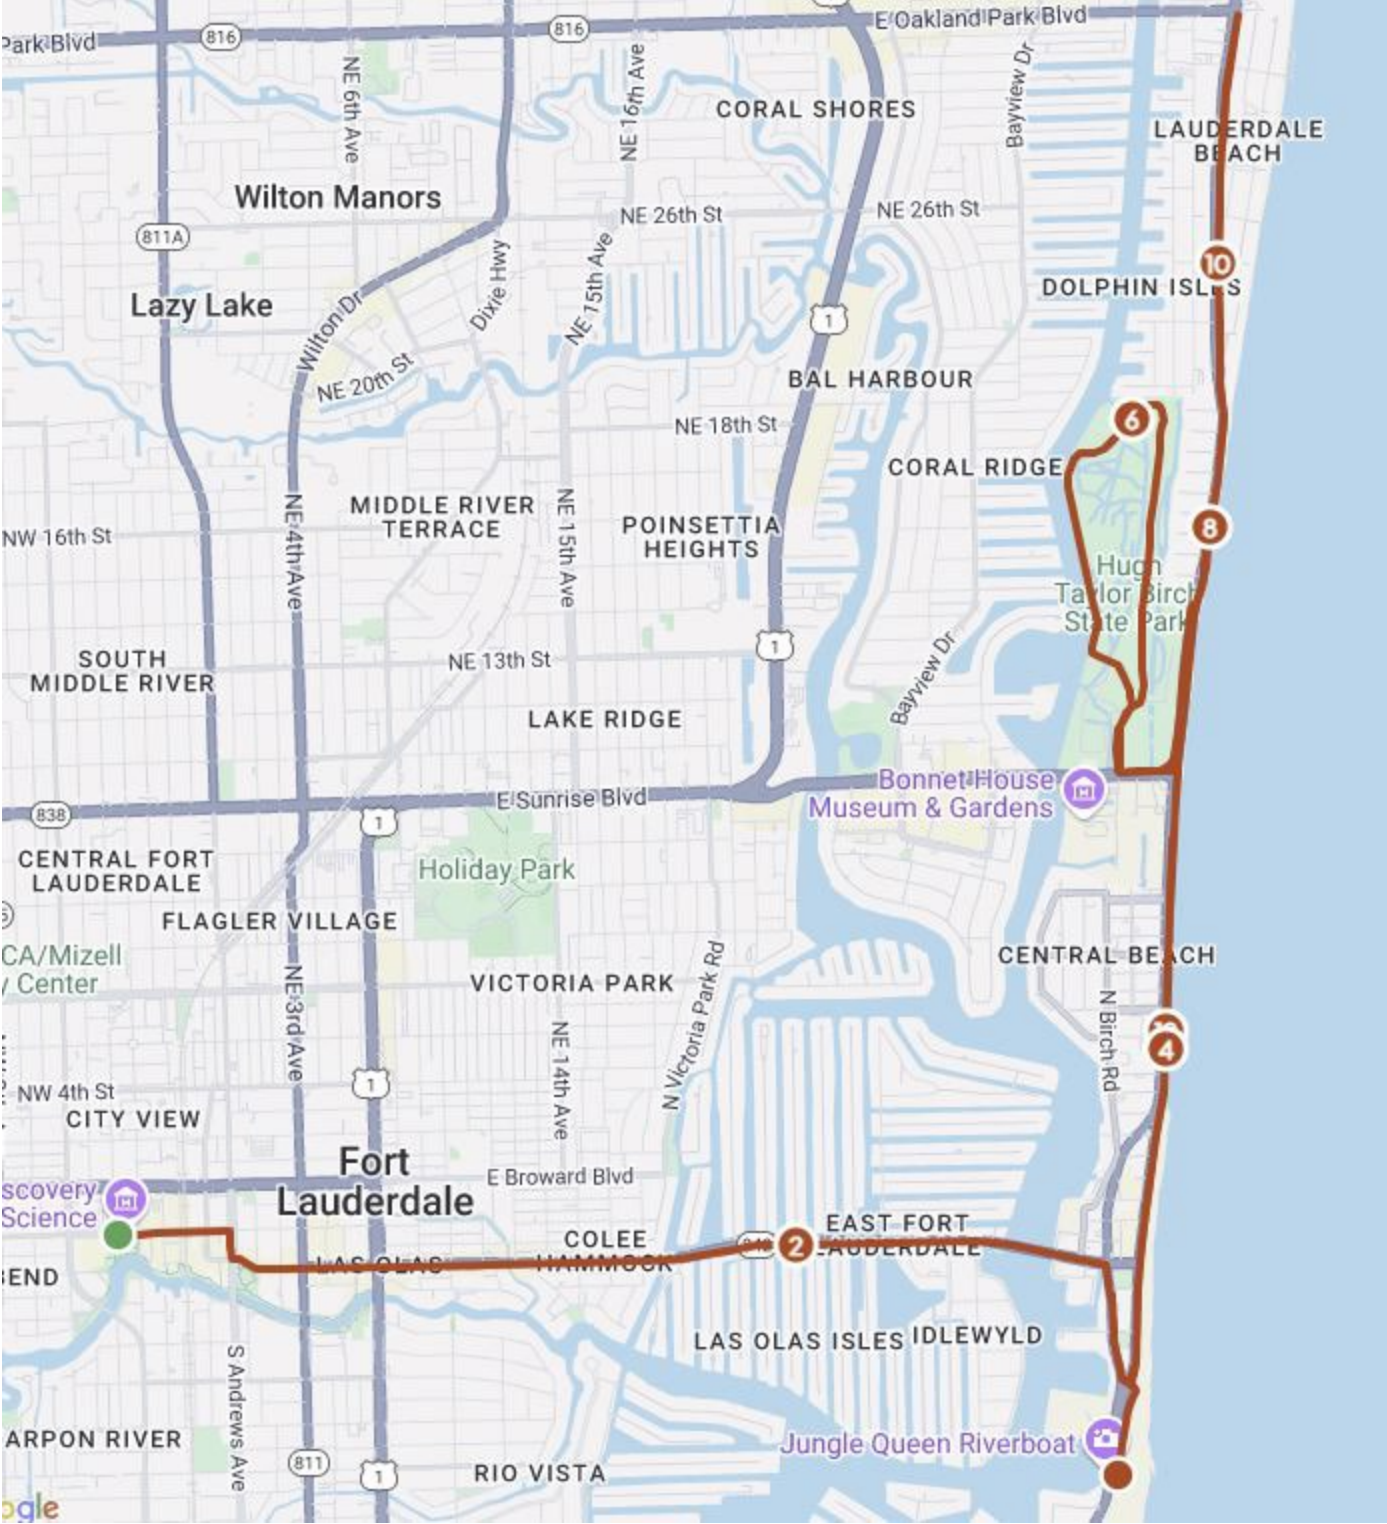 Park Blvd
816
816
E Oakland Park Blvd
NE 6th Ave
NE 16th Ave
Bayview Dr
CORAL SHORES
LAUDERDALE
BEACH
Wilton Manors
NE 26th St
NE 26th St
811A
10
Dixie Hwy
NE 15th Ave
DOLPHIN ISLES
Lazy Lake
Wilton Dr
1
NE 20th St
BAL HARBOUR
6
NE 18th St
CORAL RIDGE
MIDDLE RIVER
TERRACE
NE 4th Ave
NE 15th Ave
POINSETTIA
HEIGHTS
8
NW 16th St
Hugh
Taylor Birch
State Park
1
SOUTH
MIDDLE RIVER
NE 13th St
Bayview Dr
LAKE RIDGE
Bonnet House
Museum & Gardens
E Sunrise Blvd
838
1
CENTRAL FORT
LAUDERDALE
Holiday Park
FLAGLER VILLAGE
CA/Mizell
y Center
CENTRAL BEACH
VICTORIA PARK
NE 3rd Ave
N Victoria Park Rd
N Birch Rd
NE 14th Ave
4
1
NW 4th St
CITY VIEW
Fort
Lauderdale
E Broward Blvd
scovery
Science
COLEE
HAMMOCK
2
EAST FORT
LAUDERDALE
LAS OLAS
BEND
LAS OLAS ISLES
IDLEWYLD
S Andrews Ave
ARPON RIVER
Jungle Queen Riverboat
811
1
RIO VISTA
ogle